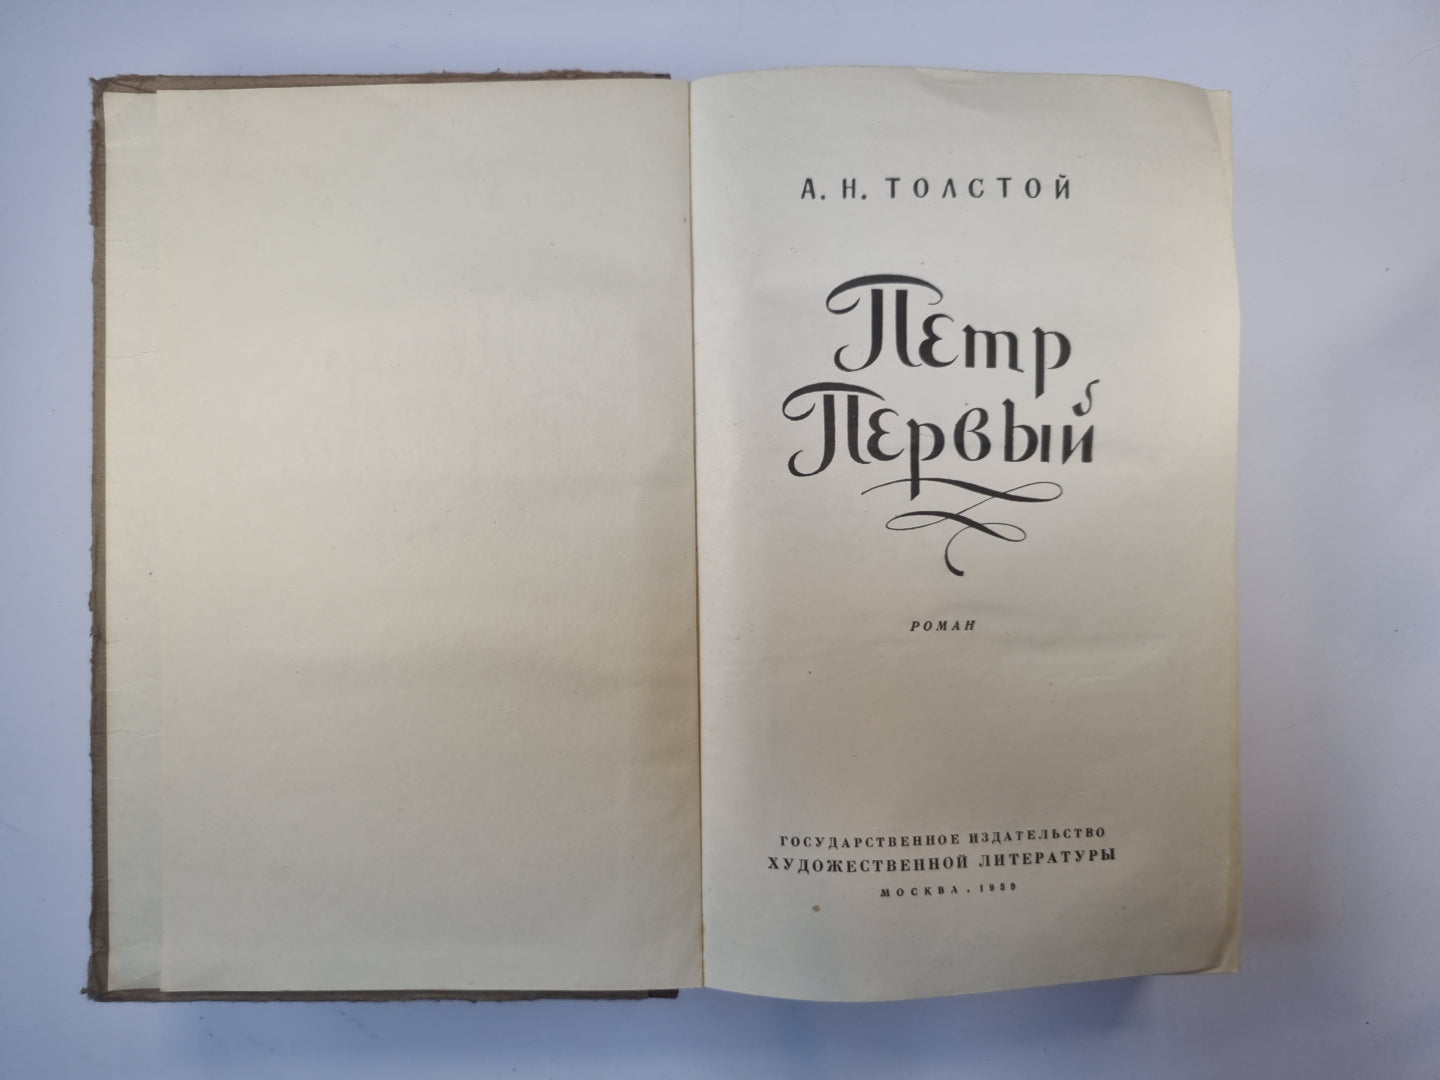 А. Н. ТОЛСТОЙ
Петр
Первый
РОМАН
ГОСУДАРСТВЕННОЕ ИЗДАТЕЛЬСТВО
ХУДОЖЕСТВЕННОЙ ЛИТЕРАТУРЫ
МОСКВА . 1959